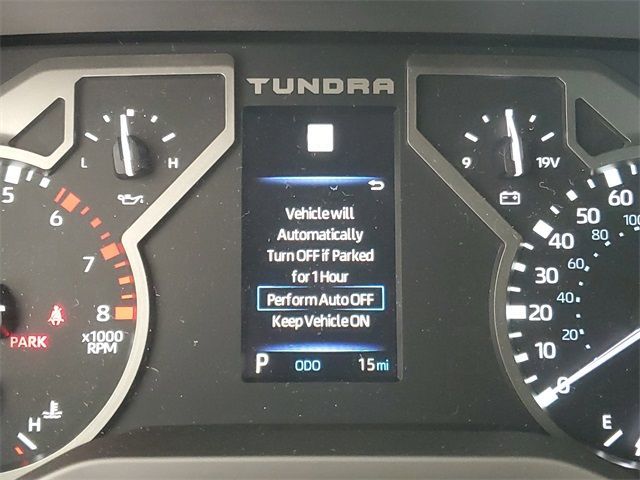 TUNDRA
L H
9 19V
Vehicle will
Automatically
Turn OFF if Parked
for 1 Hour
Perform Auto OFF
Keep Vehicle ON
P ODO 15mi
5
6
7
8
x1000
RPM
PARK
H
60
50
40
30
20
10
0
100
80
60
40
20
E